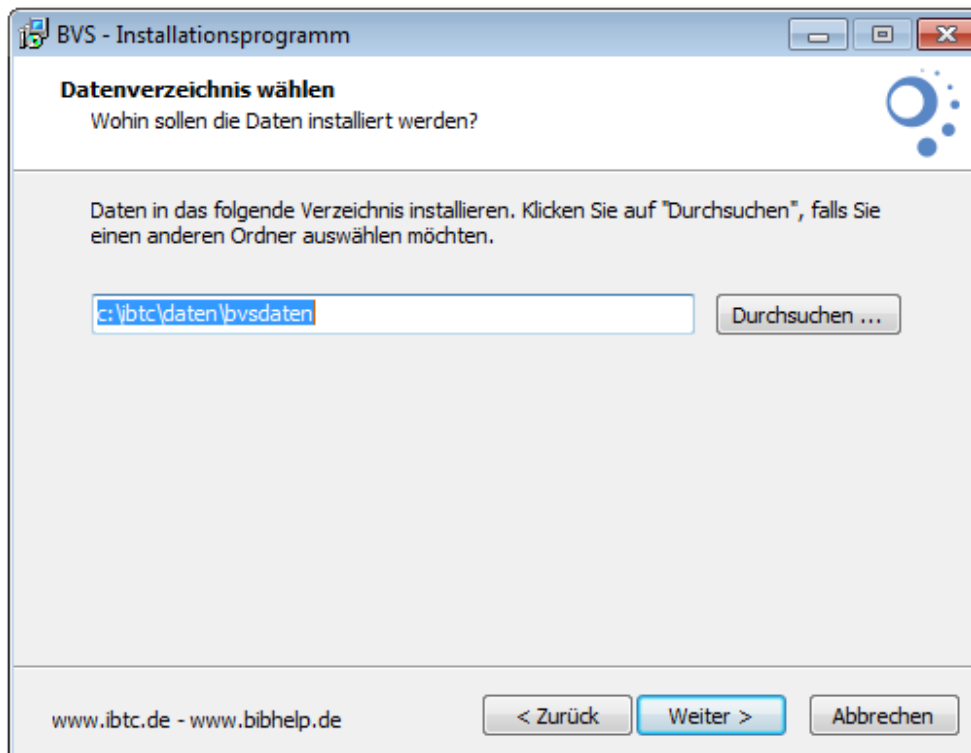 BVS - Installationsprogramm
Datenverzeichnis wählen
Wohin sollen die Daten installiert werden?
Daten in das folgende Verzeichnis installieren. Klicken Sie auf "Durchsuchen", falls Sie
einen anderen Ordner auswählen möchten.
c:\ibtc\daten\bvsdaten
Durchsuchen ...
www.ibtc.de - www.bibhelp.de
< Zurück
Weiter >
Abbrechen